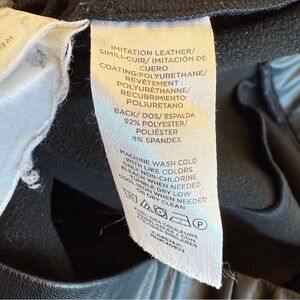 IMITATION LEATHER/
SIMILI-CUIR/ IMITACIÓN DE
CUERO
COATING:POLYURETHANE/
REVÊTEMENT:
POLYURÉTHANNE/
RECUBRIMIENTO:
POLIURETANO
BACK/ DOS/ ESPALDA
92% POLYESTER/
POLIÉSTER
8% SPANDEX
MACHINE WASH COLD
WITH LIKE COLORS
ONLY NON-CHLORINE
BLEACH WHEN NEEDED
TUMBLE DRY LOW
COOL IRON WHEN NEEDED
DRY CLEAN